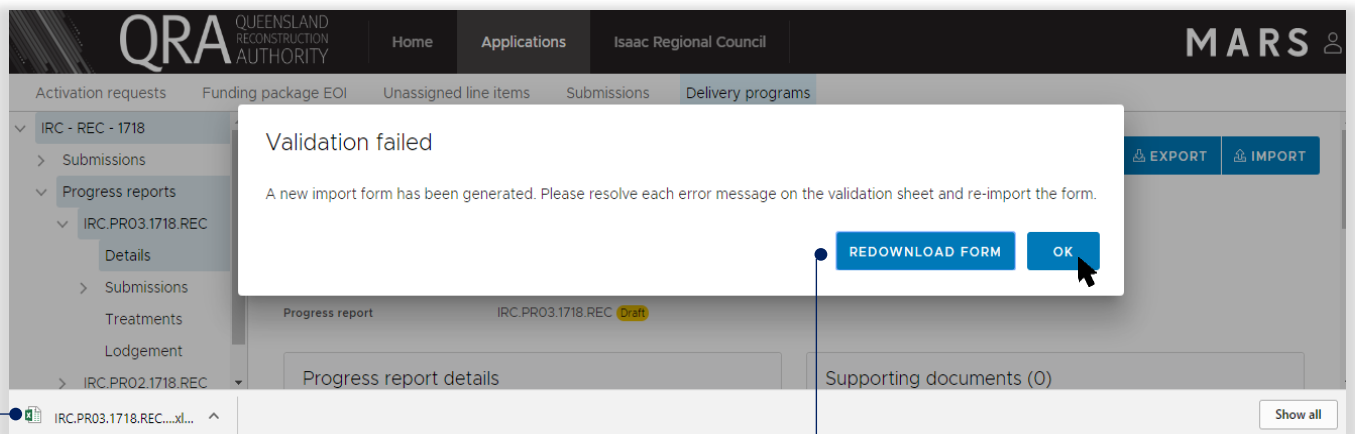 QRA QUEENSLAND
RECONSTRUCTION
AUTHORITY
Home Applications Isaac Regional Council
MARS
Activation requests Funding package EOI Unassigned line items Submissions Delivery programs
IRC - REC - 1718
Submissions
Progress reports
IRC.PR03.1718.REC
Details
Submissions
Treatments
Lodgement
IRC.PR02.1718.REC
EXPORT IMPORT
Validation failed
A new import form has been generated. Please resolve each error message on the validation sheet and re-import the form.
REDOWNLOAD FORM OK
Progress report IRC.PR03.1718.REC Draft
Progress report details Supporting documents (0)
IRC.PR03.1718.REC....xl... Show all